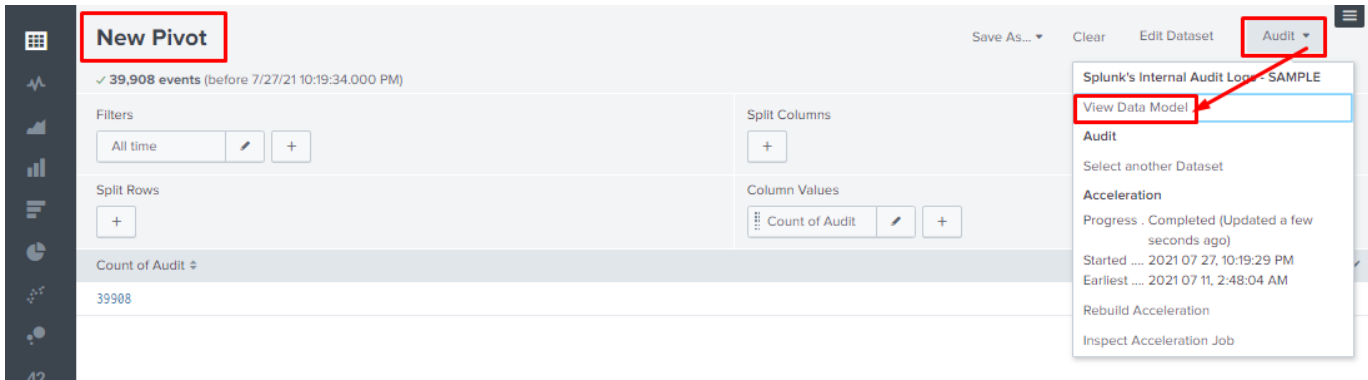 New Pivot
Save As...
Clear
Edit Dataset
Audit
✓ 39,908 events (before 7/27/21 10:19:34.000 PM)
Splunk's Internal Audit Logs - SAMPLE
View Data Model
Audit
Select another Dataset
Acceleration
Progress . Completed (Updated a few
seconds ago)
Started .... 2021 07 27, 10:19:29 PM
Earliest .... 2021 07 11, 2:48:04 AM
Rebuild Acceleration
Inspect Acceleration Job
Filters
All time
+
Split Columns
+
Split Rows
+
Column Values
Count of Audit
+
Count of Audit
39908
42